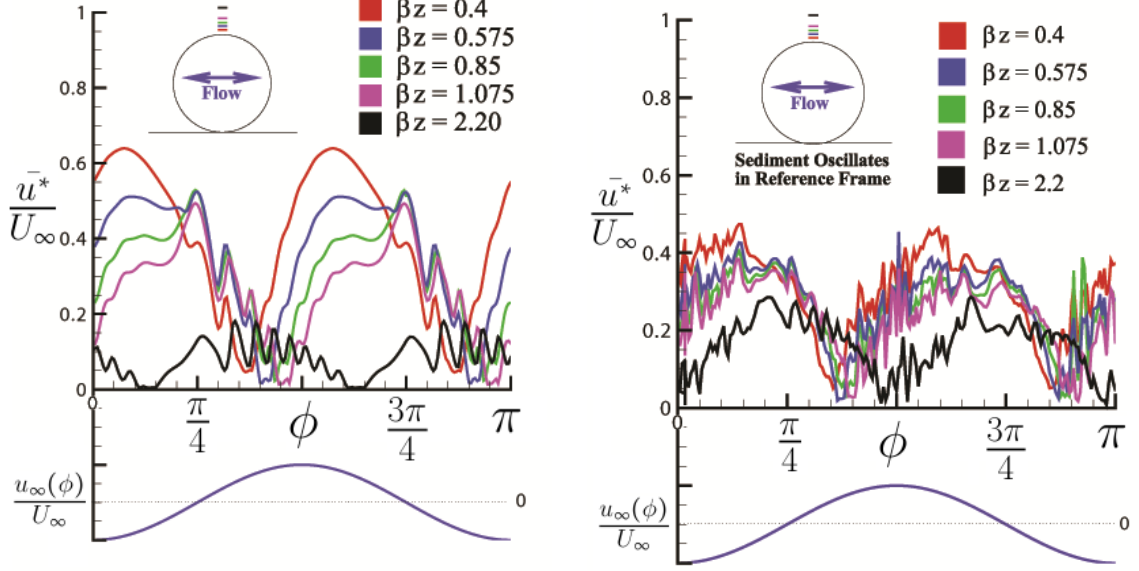 1
0.8
0.6
0.4
0.2
0
ū*
U∞
βz = 0.4
βz = 0.575
βz = 0.85
βz = 1.075
βz = 2.20
Flow
0
π
4
ϕ
3π
4
π
u∞(ϕ)
U∞
0
1
0.8
0.6
0.4
0.2
0
ū*
U∞
βz = 0.4
βz = 0.575
βz = 0.85
βz = 1.075
βz = 2.2
Flow
Sediment Oscillates
in Reference Frame
0
π
4
ϕ
3π
4
π
u∞(ϕ)
U∞
0